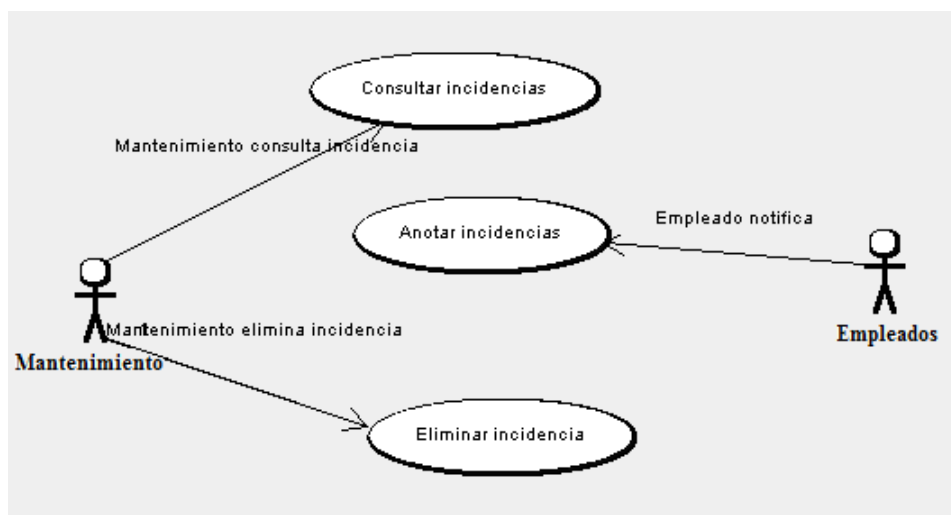 Consultar incidencias
Mantenimiento consulta incidencia
Anotar incidencias
Empleado notifica
Mantenimiento elimina incidencia
Empleados
Mantenimiento
Eliminar incidencia